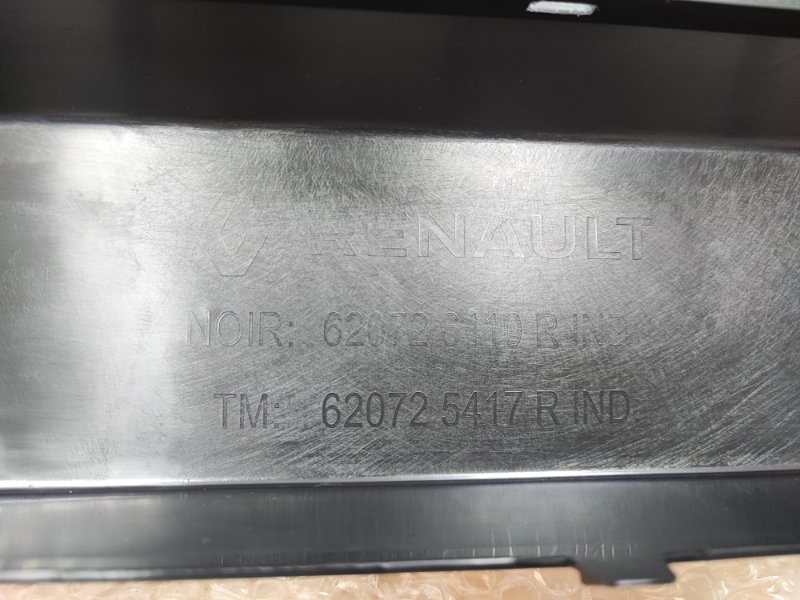 RENAULT
NOIR: 62072 6110 R IND
TM: 62072 5417 R IND.